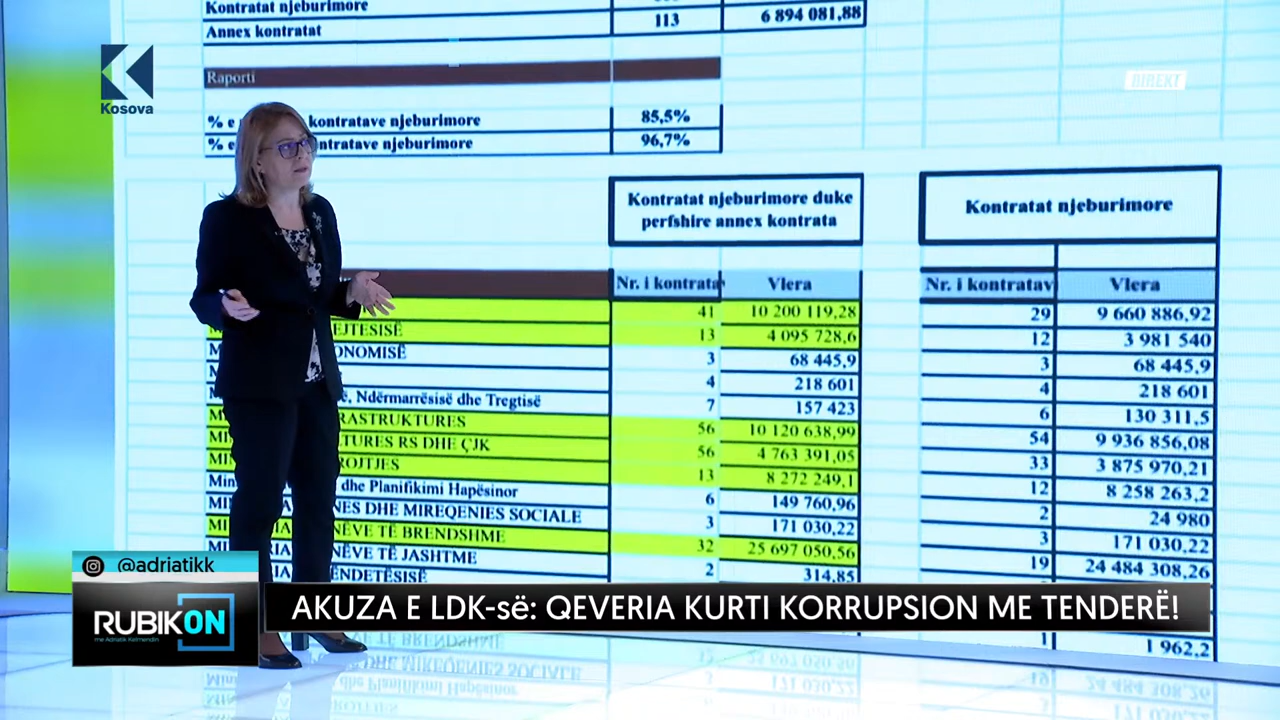 Kontratat njeburimore
Annex kontratat 113 6 894 081,88
Raporti
% e kontratave njeburimore 85,5%
% e ntratave njeburimore 96,7%
Kosova
DIREKT
Kontratat njeburimore duke
perfshire annex kontrata
Kontratat njeburimore
Nr. i kontrata Vlera Nr. i kontratav Vlera
41 10 200 119,28 29 9 660 886,92
EJTESISË 13 4 095 728,6 12 3 981 540
ONOMISË 3 68 445,9 3 68 445,9
4 218 601 4 218 601
ë, Ndërmarrësisë dhe Tregtisë 7 157 423 6 130 311,5
RASTRUKTURES 56 10 120 638,99 54 9 936 856,08
LTURES RS DHE ÇJK 56 4 763 391,05 33 3 875 970,21
ROJTJES 13 8 272 249,1 12 8 258 263,2
Min dhe Planifikimi Hapësinor 6 149 760,96 2 24 980
NES DHE MIREQENIES SOCIALE 3 171 030,22 3 171 030,22
NËVE TË BRENDSHME 32 25 697 050,56 19 24 484 308,26
NËVE TË JASHTME 2 314,85
ËNDETËSISË
1 1 962,2
@adriatikk
RUBIKON
me Adriatik Kelmendin
AKUZA E LDK-së: QEVERIA KURTI KORRUPSION ME TENDERË!